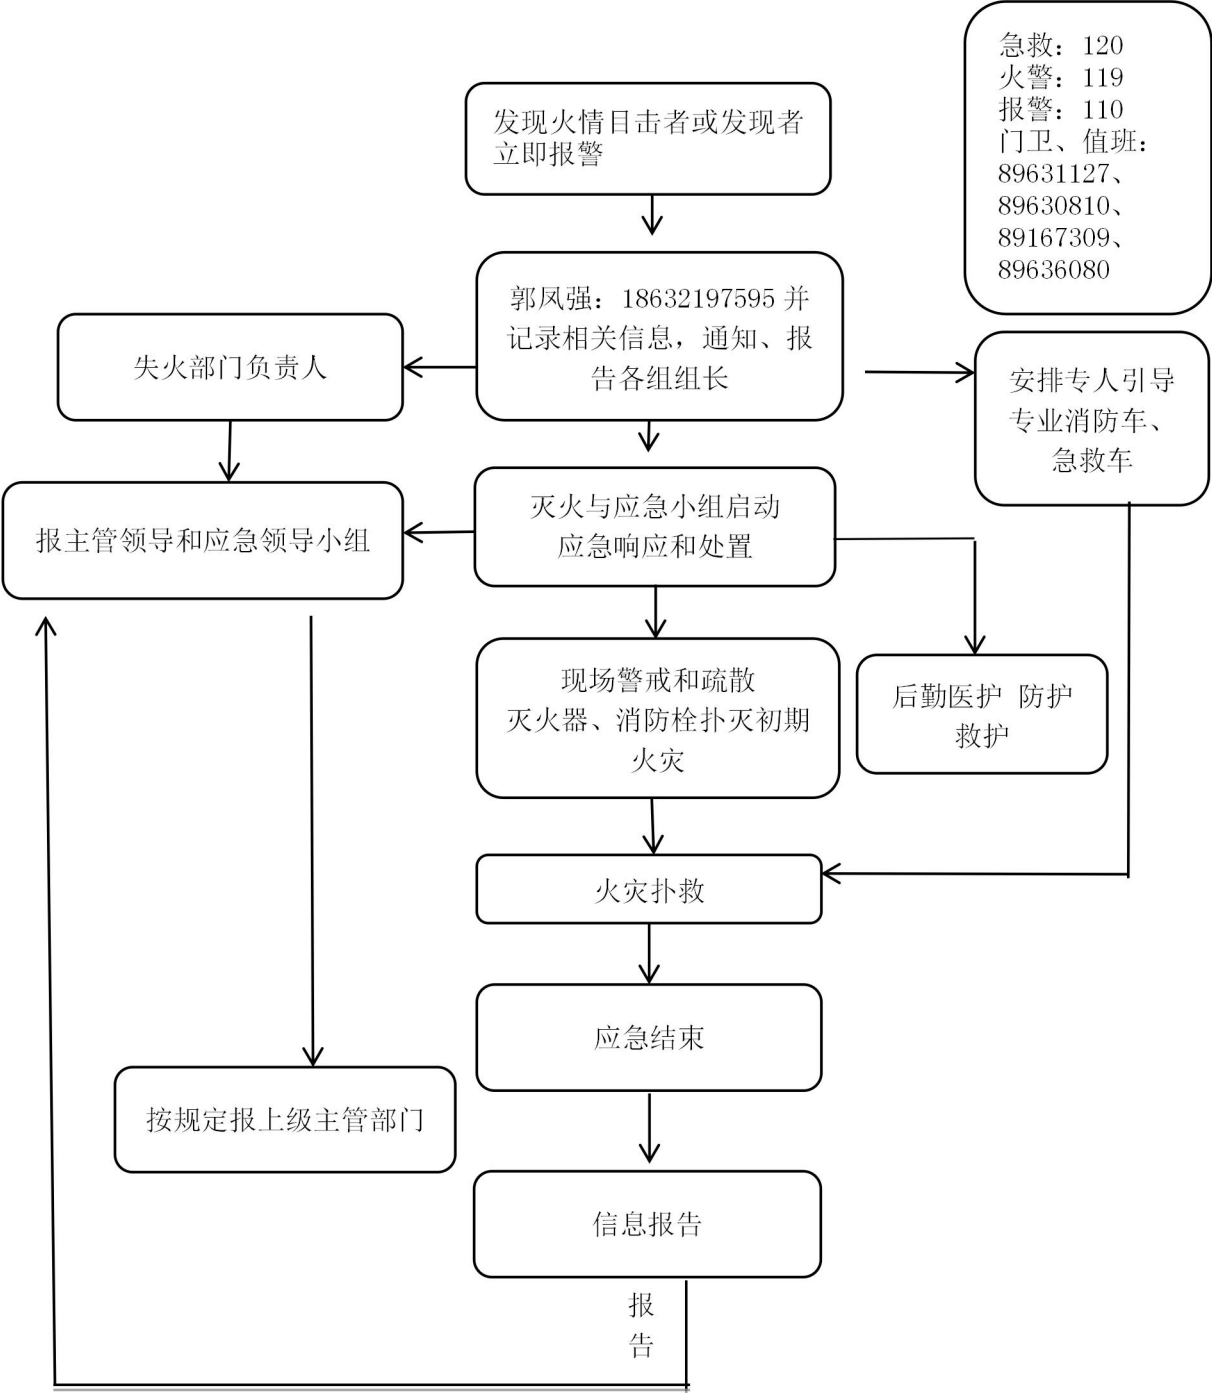 急救：120
火警：119
报警：110
门卫、值班：
89631127、
89630810、
89167309、
89636080
发现火情目击者或发现者
立即报警
郭凤强：18632197595 并
记录相关信息，通知、报
告各组组长
失火部门负责人
安排专人引导
专业消防车、
急救车
报主管领导和应急领导小组
灭火与应急小组启动
应急响应和处置
现场警戒和疏散
灭火器、消防栓扑灭初期
火灾
后勤医护 防护
救护
火灾扑救
应急结束
按规定报上级主管部门
信息报告
报
告